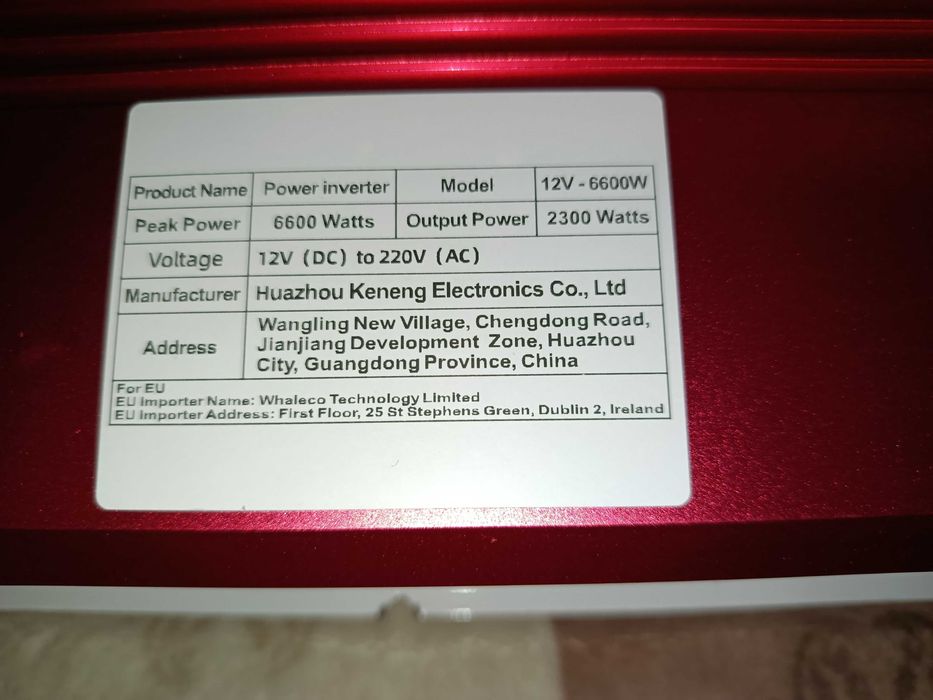 Product Name Power inverter Model 12V - 6600W
Peak Power 6600 Watts Output Power 2300 Watts
Voltage 12V (DC) to 220V (AC)
Manufacturer Huazhou Keneng Electronics Co., Ltd
Address Wangling New Village, Chengdong Road,
Jianjiang Development Zone, Huazhou
City, Guangdong Province, China
For EU
EU Importer Name: Whaleco Technology Limited
EU Importer Address: First Floor, 25 St Stephens Green, Dublin 2, Ireland